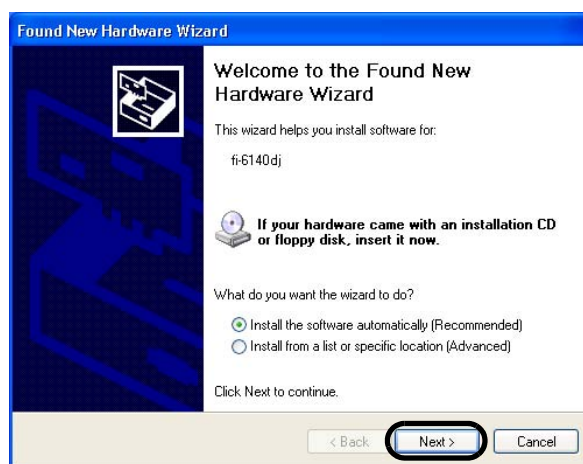 Found New Hardware Wizard
Welcome to the Found New
Hardware Wizard
This wizard helps you install software for:
fi-6140dj
If your hardware came with an installation CD
or floppy disk, insert it now.
What do you want the wizard to do?
Install the software automatically (Recommended)
Install from a list or specific location (Advanced)
Click Next to continue.
< Back Next > Cancel